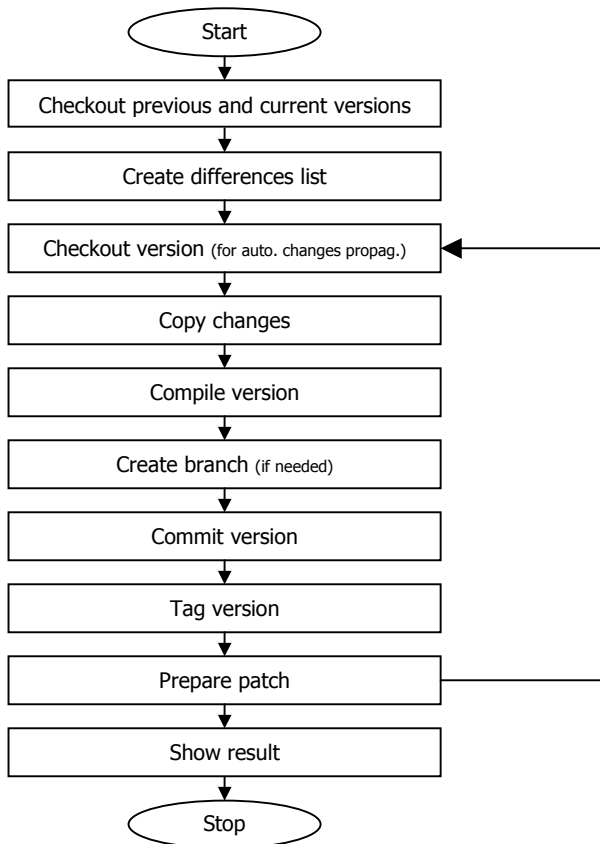 Start
Checkout previous and current versions
Create differences list
Checkout version (for auto. changes propag.)
Copy changes
Compile version
Create branch (if needed)
Commit version
Tag version
Prepare patch
Show result
Stop